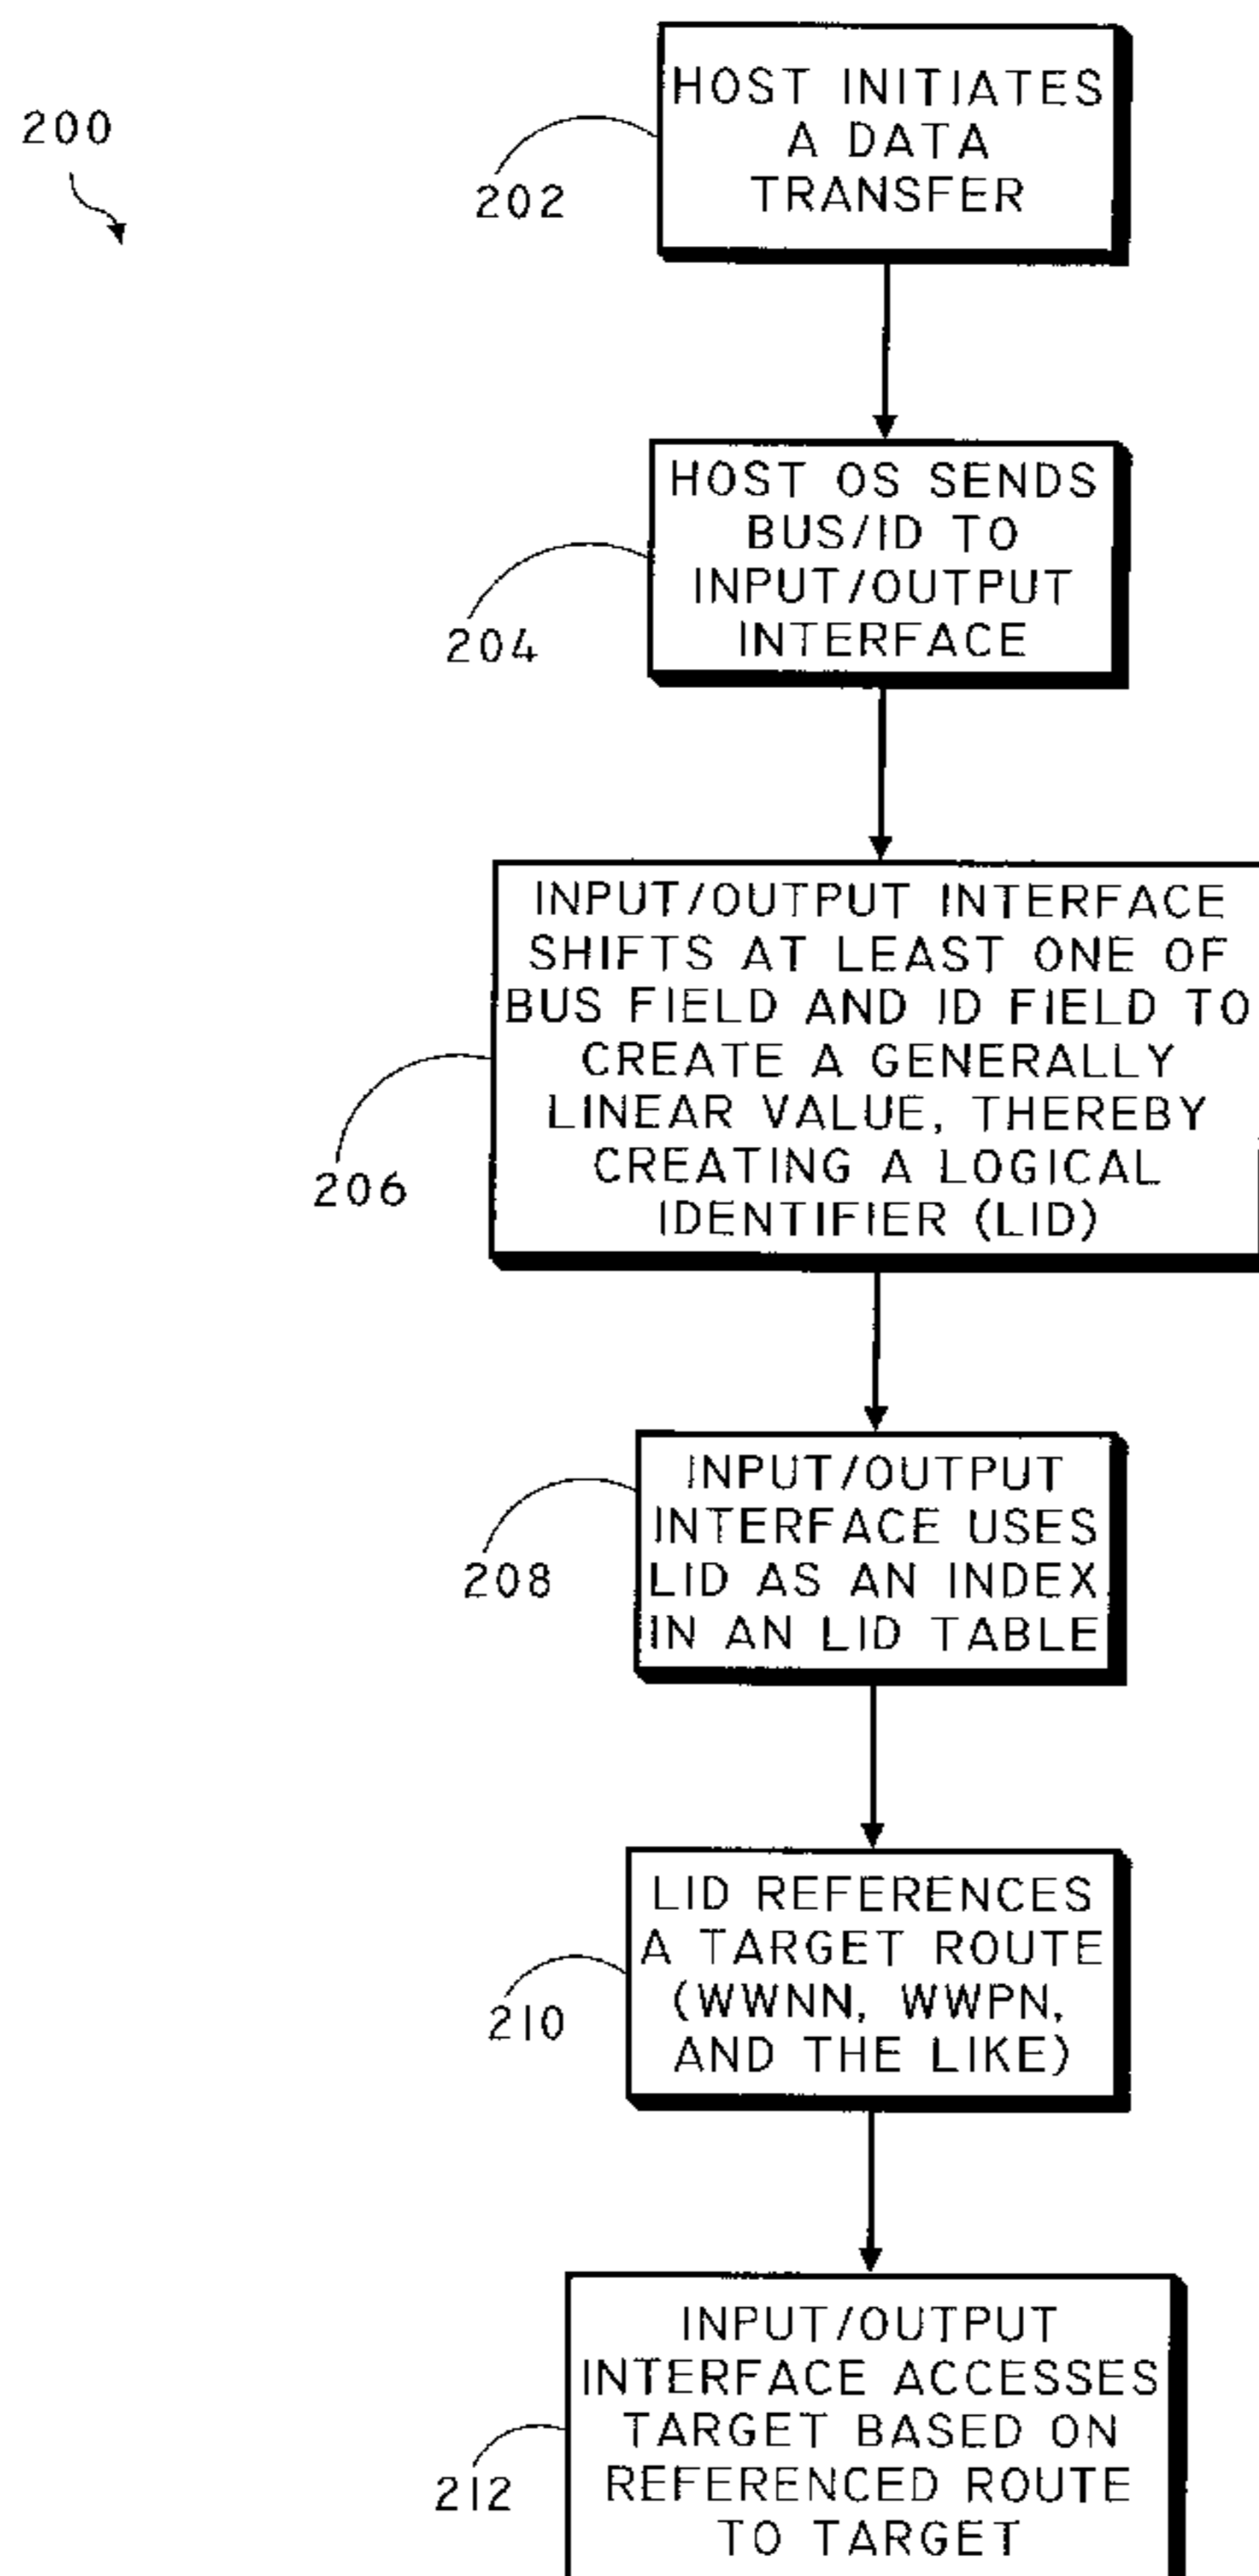 200
HOST INITIATES
A DATA
TRANSFER
202
HOST OS SENDS
BUS/ID TO
INPUT/OUTPUT
INTERFACE
204
INPUT/OUTPUT INTERFACE
SHIFTS AT LEAST ONE OF
BUS FIELD AND ID FIELD TO
CREATE A GENERALLY
LINEAR VALUE, THEREBY
CREATING A LOGICAL
IDENTIFIER (LID)
206
INPUT/OUTPUT
INTERFACE USES
LID AS AN INDEX
IN AN LID TABLE
208
LID REFERENCES
A TARGET ROUTE
(WWNN, WWPN,
AND THE LIKE)
210
INPUT/OUTPUT
INTERFACE ACCESSES
TARGET BASED ON
REFERENCED ROUTE
TO TARGET
212